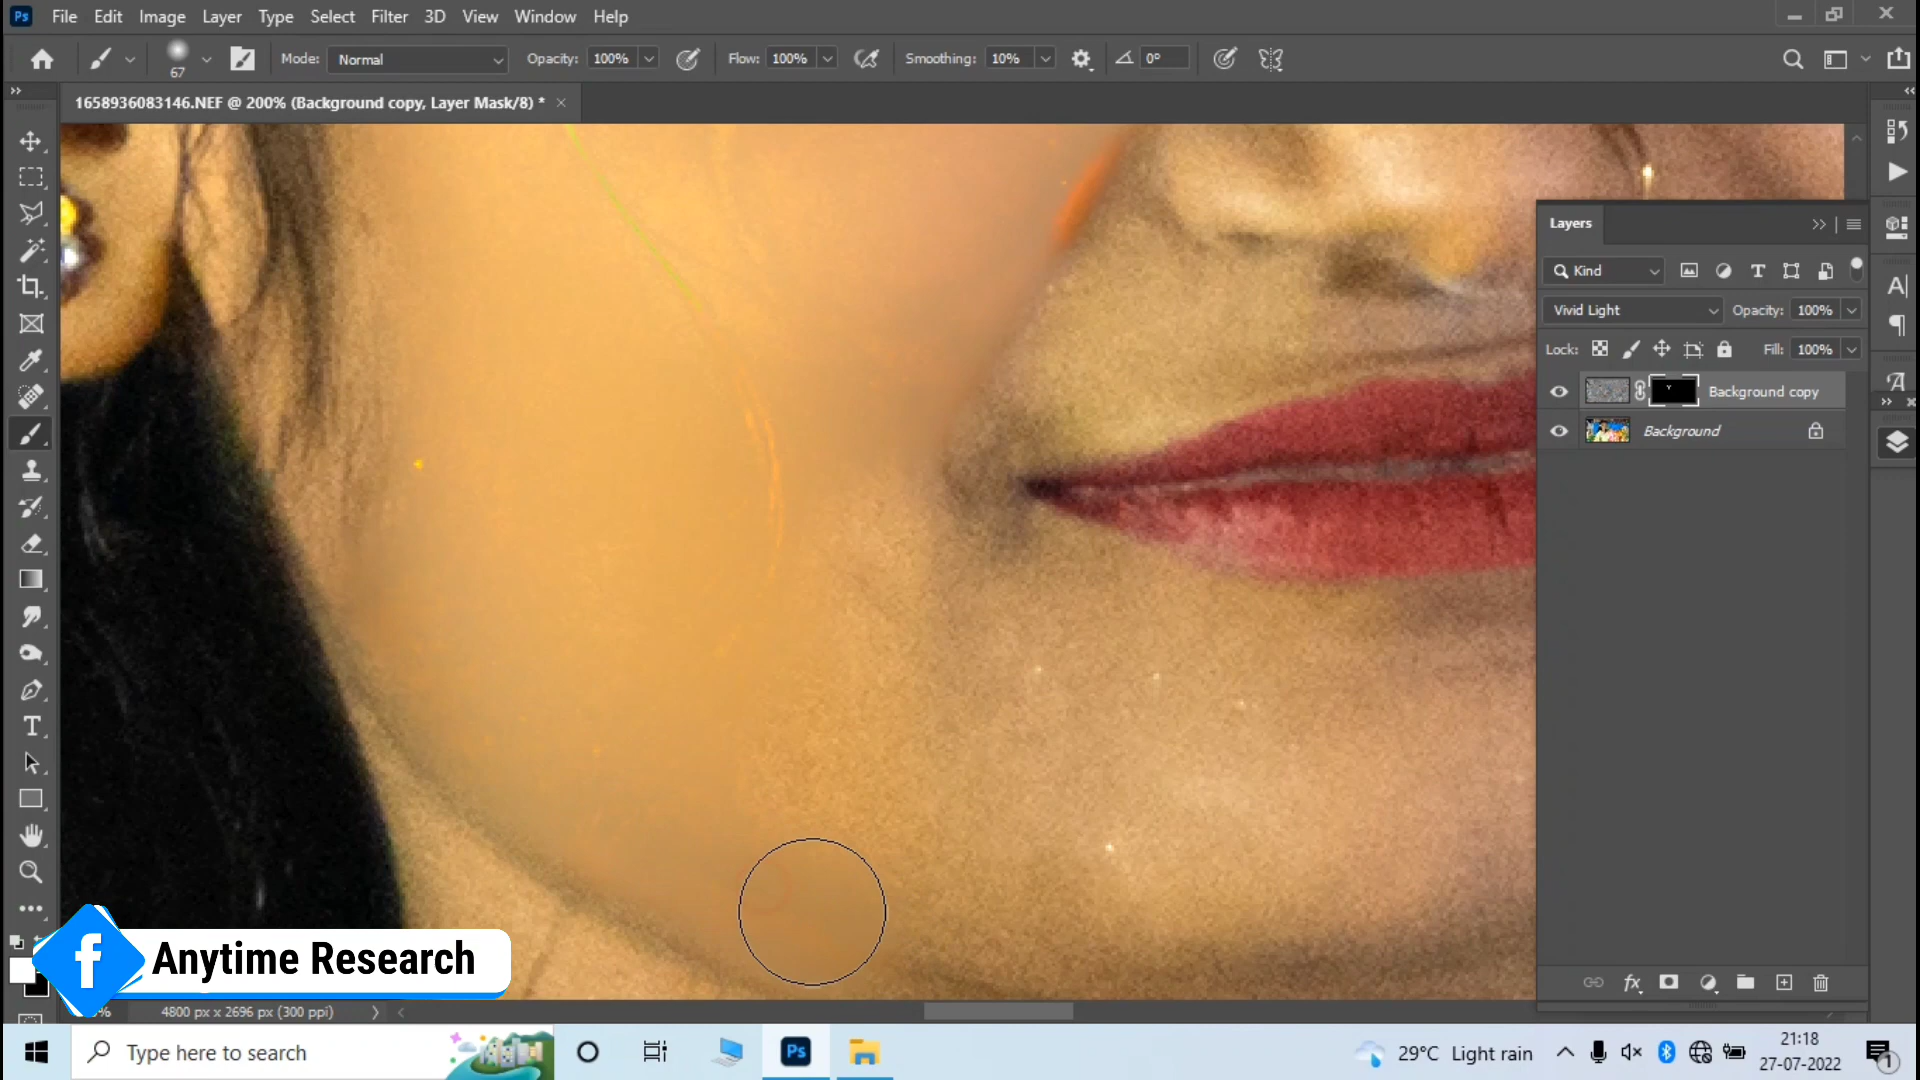 Ps File Edit Image Layer Type Select Filter 3D View Window Help
67 Mode: Normal Opacity: 100% Flow: 100% Smoothing: 10% 0°
1658936083146.NEF @ 200% (Background copy, Layer Mask/8) *
Layers
Kind
Vivid Light Opacity: 100%
Lock: Fill: 100%
Background copy
Background
fx
f Anytime Research
4800 px x 2696 px (300 ppi)
Type here to search
Ps
29°C Light rain
21:18
27-07-2022
1